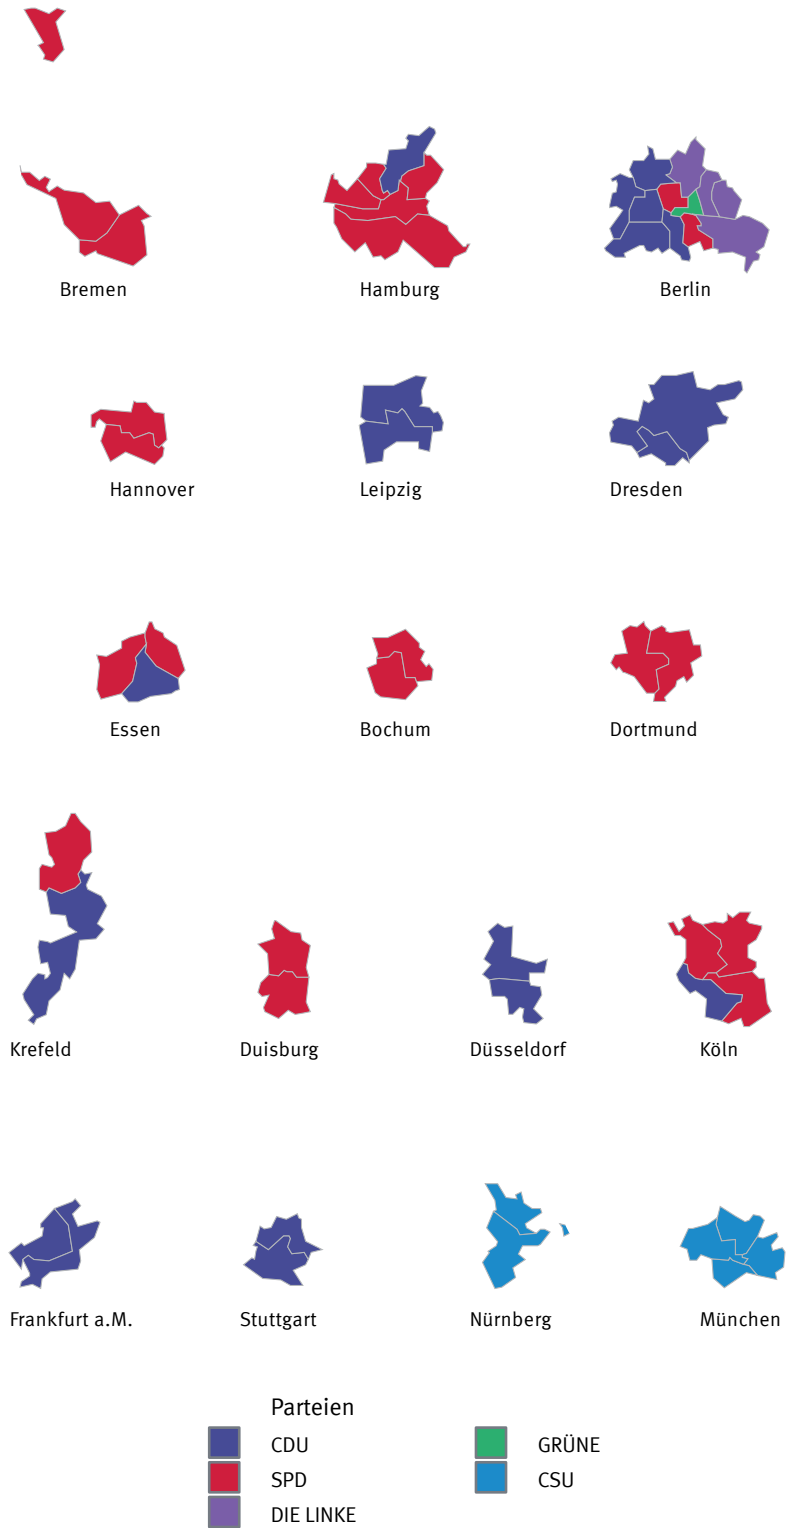 Bremen
Hamburg
Berlin
Hannover
Leipzig
Dresden
Essen
Bochum
Dortmund
Krefeld
Duisburg
Düsseldorf
Köln
Frankfurt a.M.
Stuttgart
Nürnberg
München
Parteien
CDU
GRÜNE
SPD
CSU
DIE LINKE